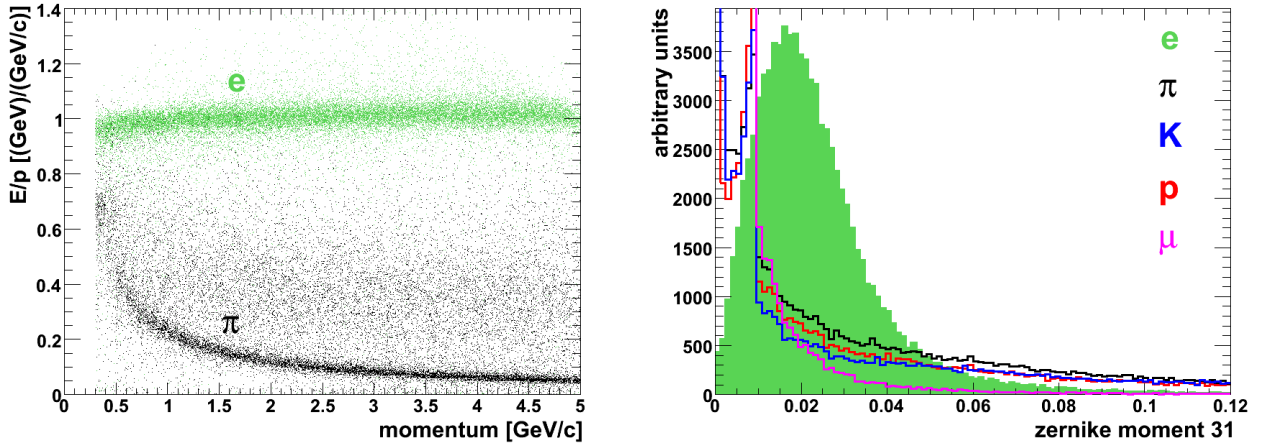 E/p [(GeV)/(GeV/c)]
1.4
1.2
1
0.8
0.6
0.4
0.2
0
e
π
0 0.5 1 1.5 2 2.5 3 3.5 4 4.5 5
momentum [GeV/c]
arbitrary units
3500
3000
2500
2000
1500
1000
500
0
e
π
K
p
μ
0 0.02 0.04 0.06 0.08 0.1 0.12
zernike moment 31